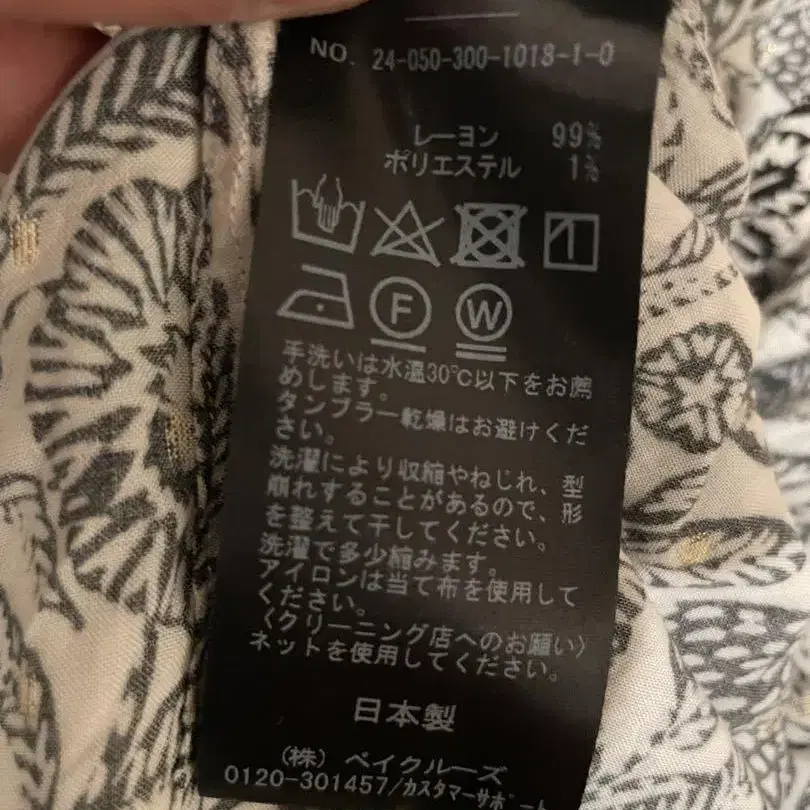 NO. 24-050-300-1018-1-0
レーヨン 99%
ポリエステル 1%
F W
手洗いは水温30℃以下をお薦
めします。
タンブラー乾燥はお避けくだ
さい。
洗濯により収縮やねじれ、型
崩れすることがあるので、形
を整えて干してください。
洗濯で多少縮みます。
アイロンは当て布を使用して
ください。
〈クリーニング店へのお願い〉
ネットを使用してください。
日本製
(株) ベイクルーズ
0120-301457/カスタマーサポート